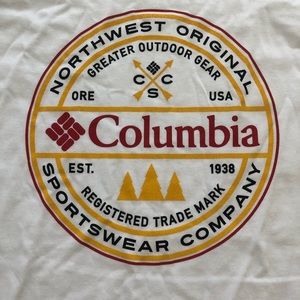 NORTHWEST ORIGINAL
GREATER OUTDOOR GEAR
C C
S
ORE USA
Columbia
EST. 1938
REGISTERED TRADE MARK
SPORTSWEAR COMPANY